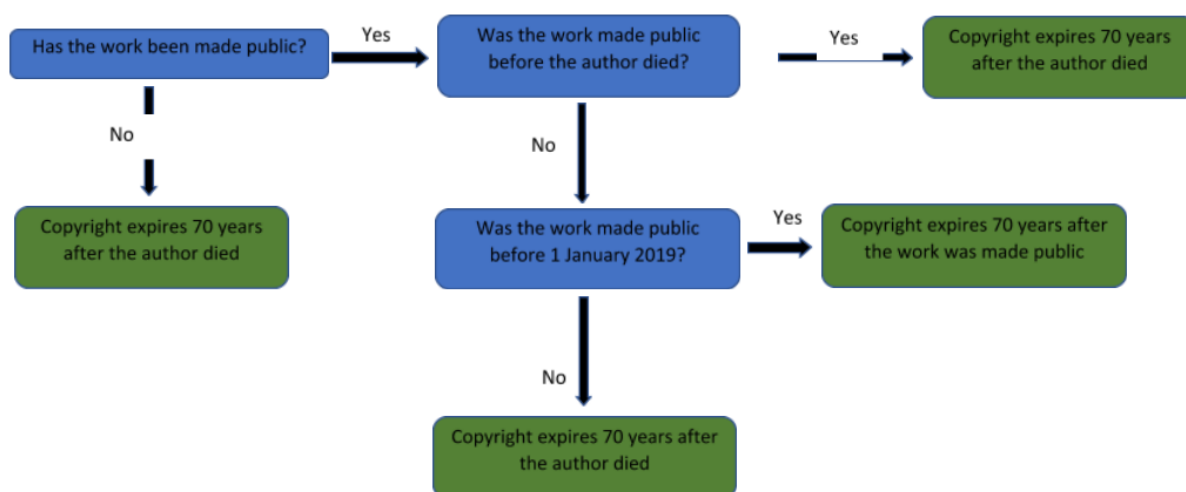 Has the work been made public?
Yes
Was the work made public
before the author died?
Yes
Copyright expires 70 years
after the author died
No
Copyright expires 70 years
after the author died
No
Was the work made public
before 1 January 2019?
Yes
Copyright expires 70 years after
the work was made public
No
Copyright expires 70 years after
the author died